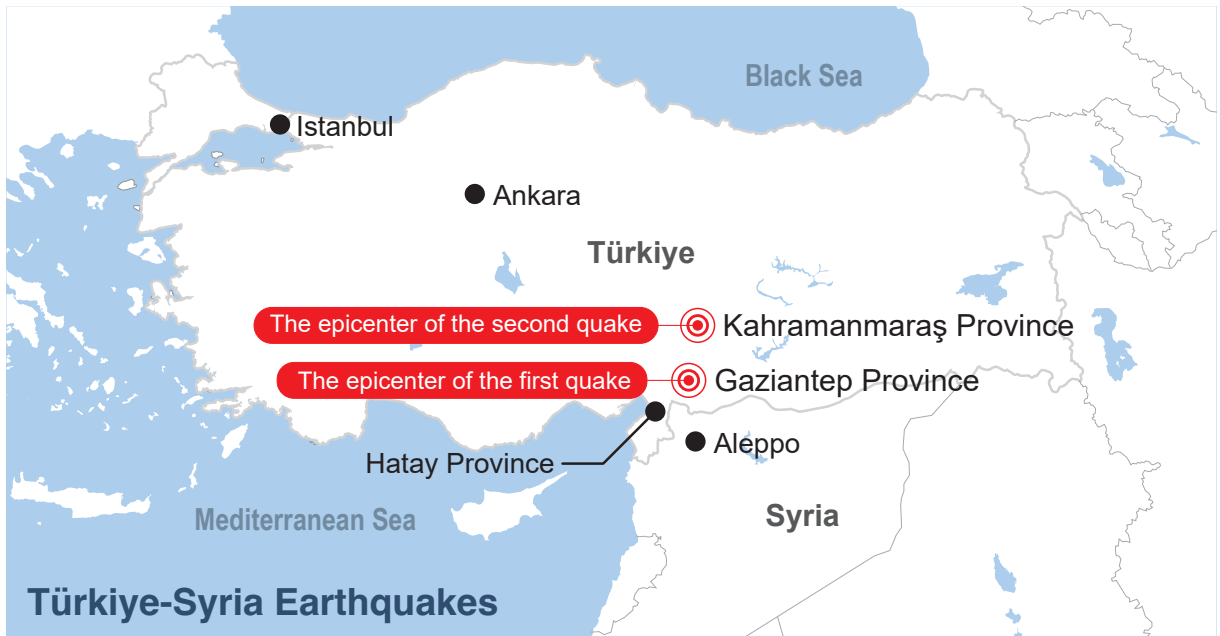 Black Sea
Istanbul
Ankara
Türkiye
The epicenter of the second quake
Kahramanmaraş Province
The epicenter of the first quake
Gaziantep Province
Aleppo
Hatay Province
Mediterranean Sea
Syria
Türkiye-Syria Earthquakes